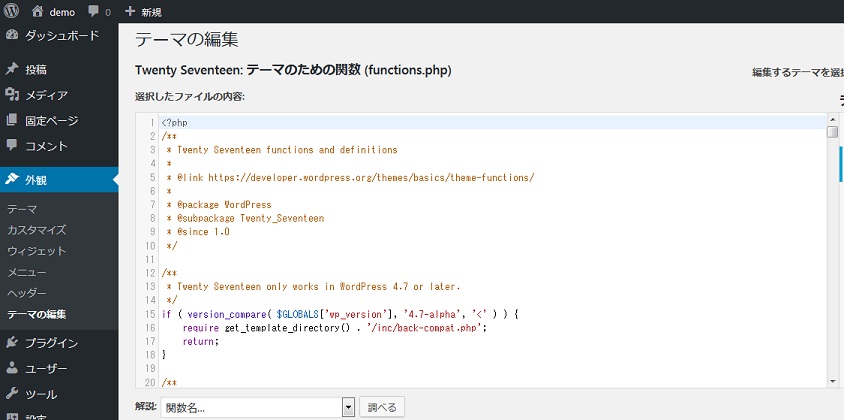 demo 0 + 新規
ダッシュボード
投稿
メディア
固定ページ
コメント
外観
テーマ
カスタマイズ
ウィジェット
メニュー
ヘッダー
テーマの編集
プラグイン
ユーザー
ツール
設定
テーマの編集
Twenty Seventeen: テーマのための関数 (functions.php)
編集するテーマを選
選択したファイルの内容:
1 <?php
2 /**
3  * Twenty Seventeen functions and definitions
4  *
5  * @link https://developer.wordpress.org/themes/basics/theme-functions/
6  *
7  * @package WordPress
8  * @subpackage Twenty_Seventeen
9  * @since 1.0
10  */
11
12 /**
13  * Twenty Seventeen only works in WordPress 4.7 or later.
14  */
15 if ( version_compare( $GLOBALS['wp_version'], '4.7-alpha', '<' ) ) {
16     require get_template_directory() . '/inc/back-compat.php';
17     return;
18 }
19
20 /**
解説: 関数名... 調べる